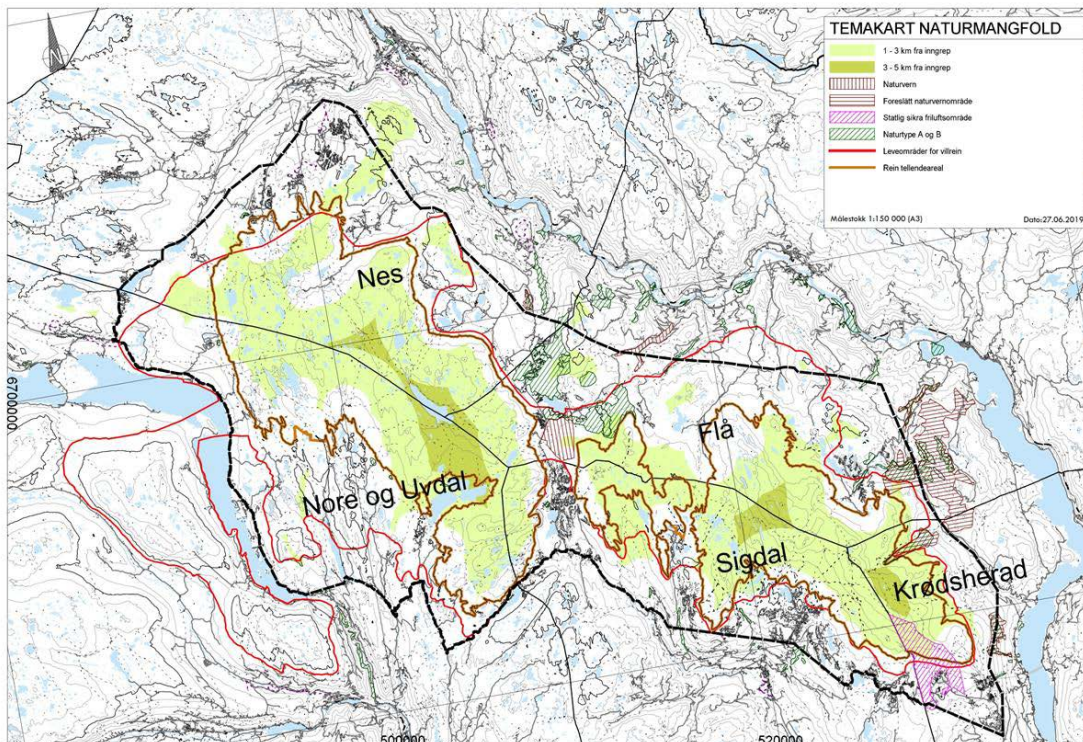 TEMAKART NATURMANGFOLD
1 - 3 km fra inngrep
3 - 5 km fra inngrep
Naturvern
Foreslått naturvernområde
Statlig sikra friluftsområde
Naturtype A og B
Leveområder for villrein
Rein tellendeareal
Målestokk 1:150 000 (A3)
Dato:27.06.2019
Nes
6700000
Flå
Nore og Uvdal
Sigdal
Krødsherad
500000
520000